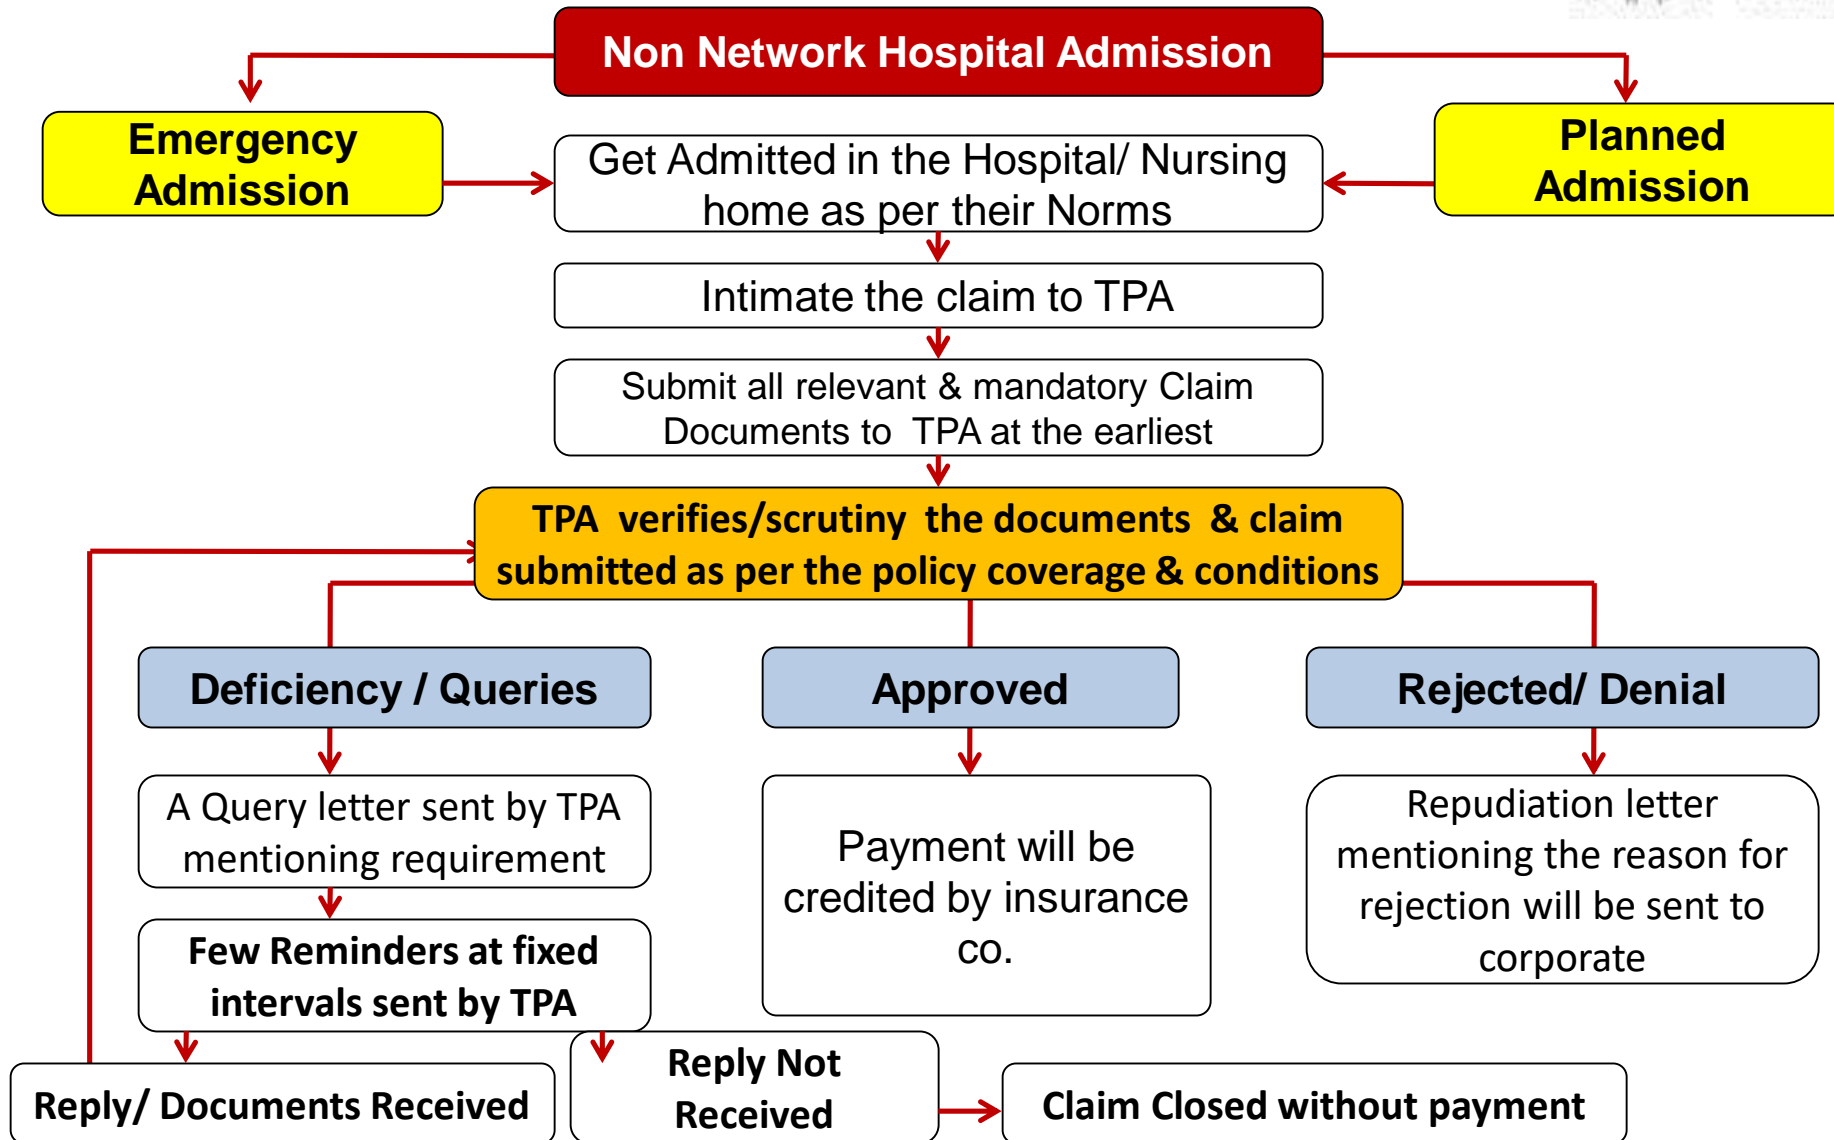 Non Network Hospital Admission
Emergency
Admission
Planned
Admission
Get Admitted in the Hospital/ Nursing
home as per their Norms
Intimate the claim to TPA
Submit all relevant & mandatory Claim
Documents to TPA at the earliest
TPA verifies/scrutiny the documents & claim
submitted as per the policy coverage & conditions
Deficiency / Queries
Approved
Rejected/ Denial
A Query letter sent by TPA
mentioning requirement
Payment will be
credited by insurance
co.
Repudiation letter
mentioning the reason for
rejection will be sent to
corporate
Few Reminders at fixed
intervals sent by TPA
Reply/ Documents Received
Reply Not
Received
Claim Closed without payment